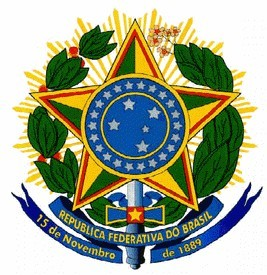 REPUBLICA FEDERATIVA DO BRASIL
15 de Novembro de 1889